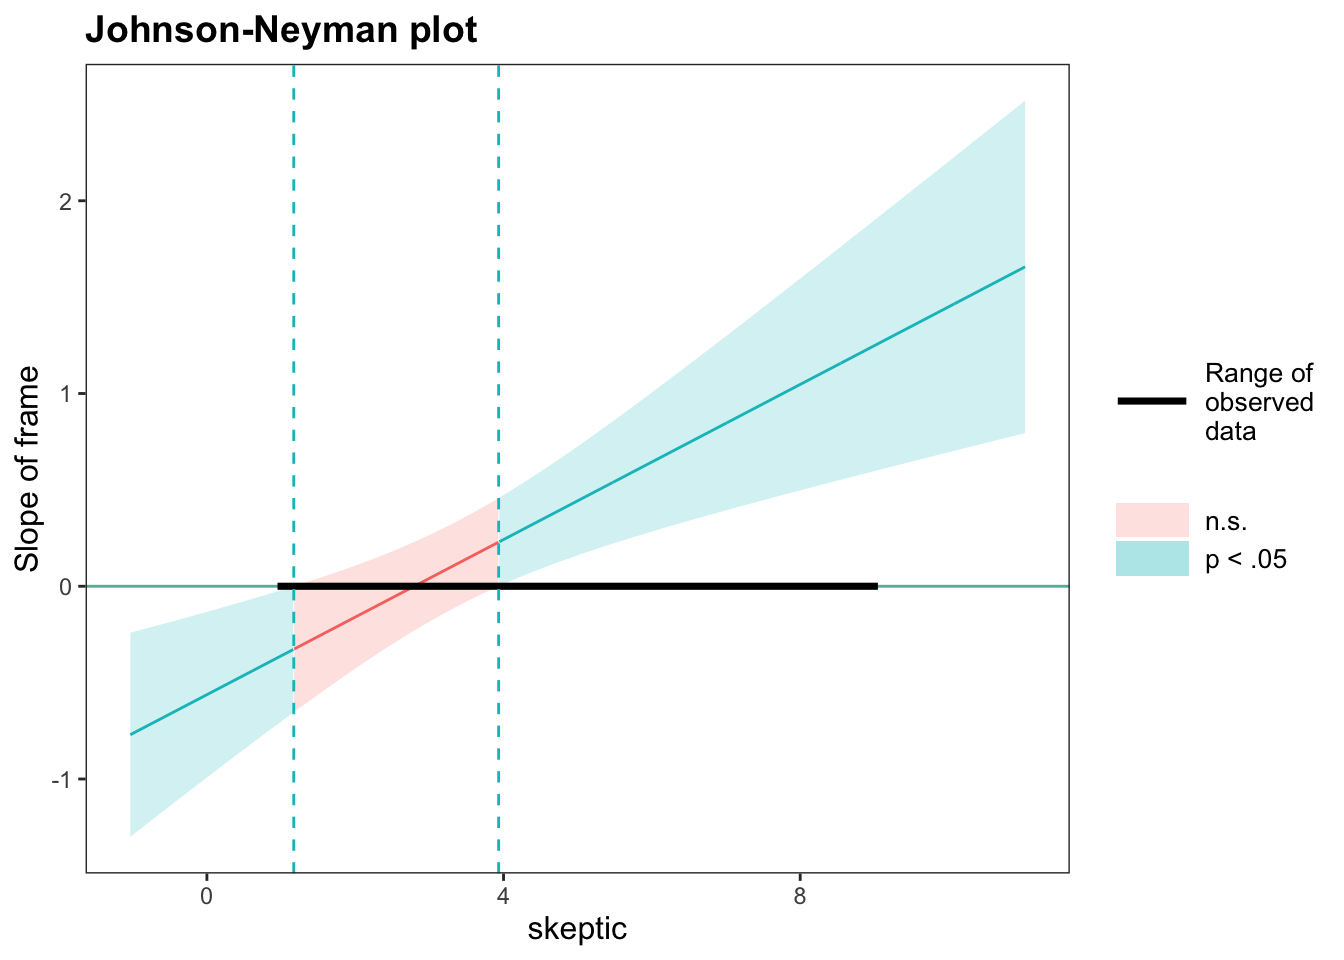 Johnson-Neyman plot
Slope of frame
2
1
0
-1
0
4
8
skeptic
Range of
observed
data
n.s.
p < .05